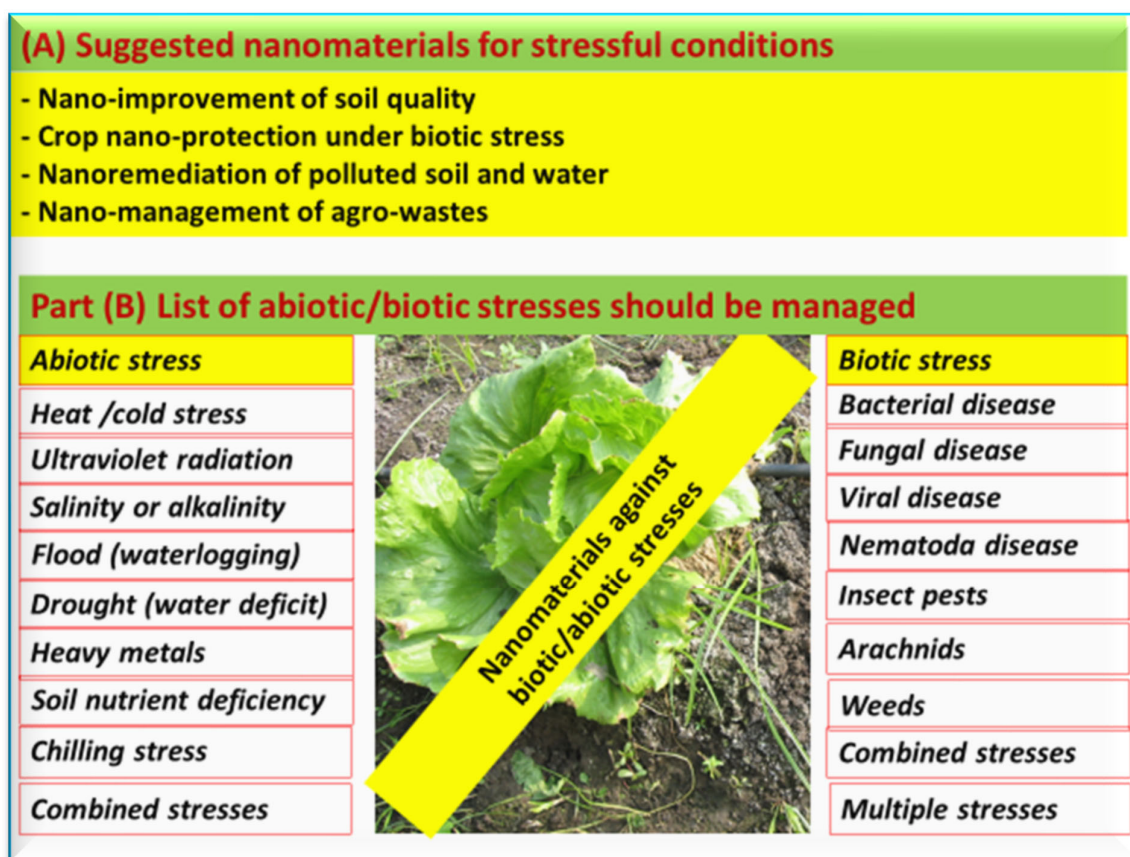 (A) Suggested nanomaterials for stressful conditions
- Nano-improvement of soil quality
- Crop nano-protection under biotic stress
- Nanoremediation of polluted soil and water
- Nano-management of agro-wastes
Part (B) List of abiotic/biotic stresses should be managed
Abiotic stress
Heat /cold stress
Ultraviolet radiation
Salinity or alkalinity
Flood (waterlogging)
Drought (water deficit)
Heavy metals
Soil nutrient deficiency
Chilling stress
Combined stresses
Nanomaterials against
biotic/abiotic stresses
Biotic stress
Bacterial disease
Fungal disease
Viral disease
Nematoda disease
Insect pests
Arachnids
Weeds
Combined stresses
Multiple stresses